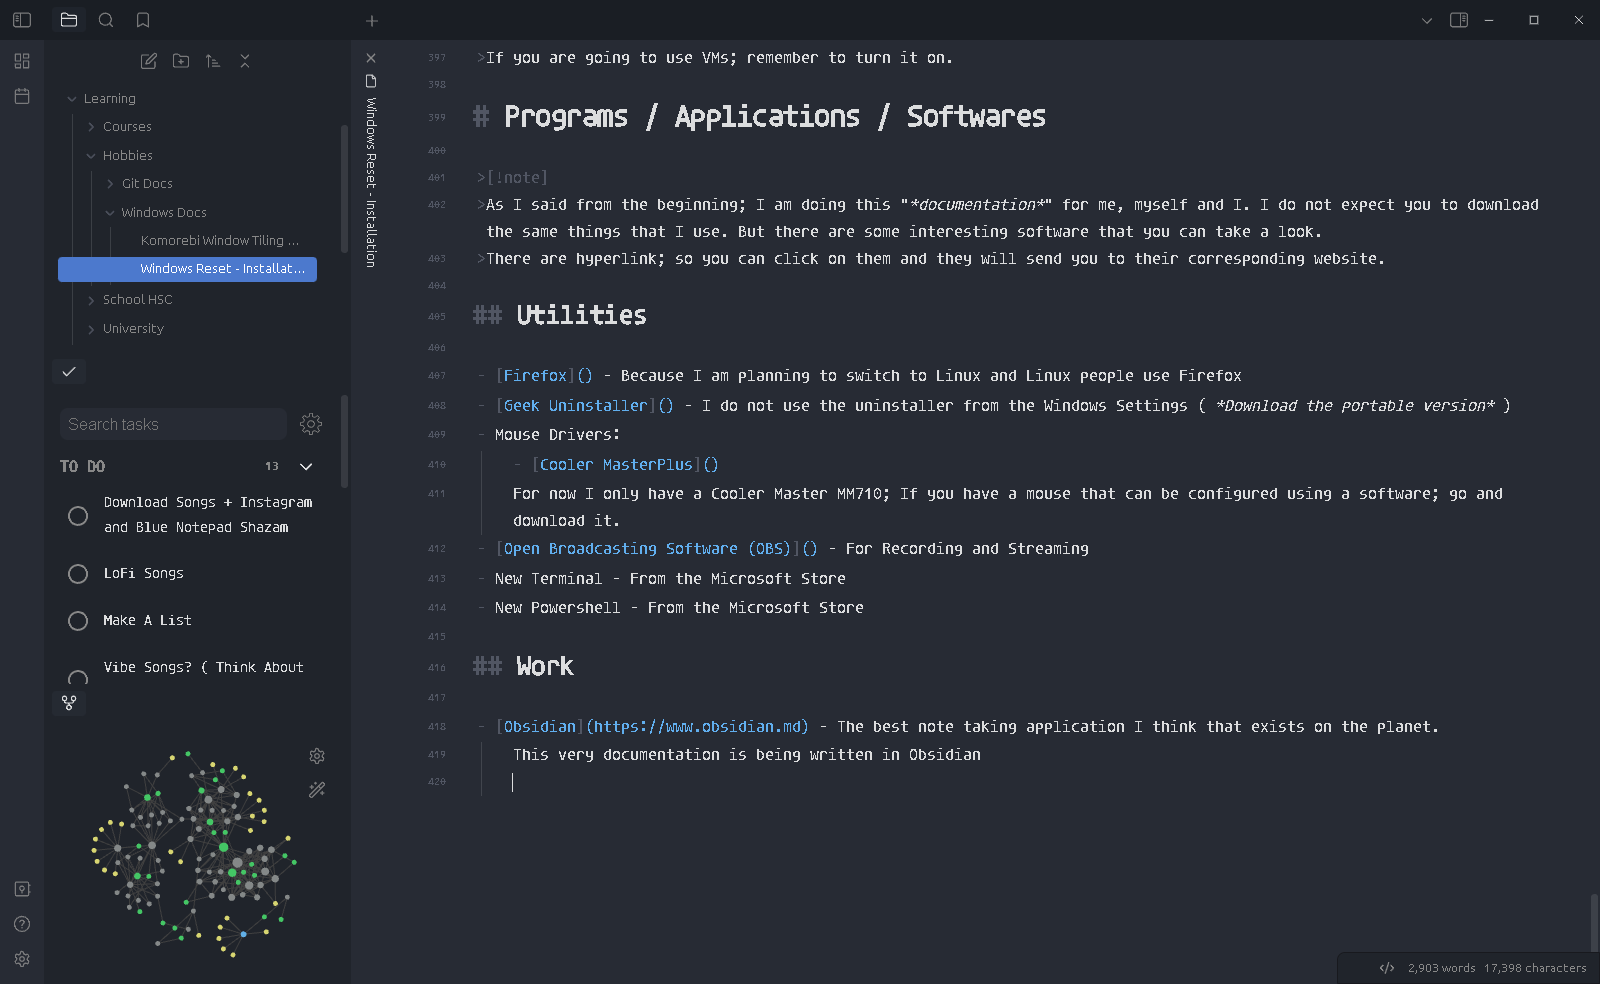 Learning
Courses
Hobbies
Git Docs
Windows Docs
Komorebi Window Tiling ...
Windows Reset - Installat...
School HSC
University
Search tasks
TO DO 13
Download Songs + Instagram
and Blue Notepad Shazam
LoFi Songs
Make A List
Vibe Songs? ( Think About
Windows Reset - Installation
397 >If you are going to use VMs; remember to turn it on.
398
399 # Programs / Applications / Softwares
400
401 >[!note]
402 >As I said from the beginning; I am doing this "*documentation*" for me, myself and I. I do not expect you to download
the same things that I use. But there are some interesting software that you can take a look.
403 >There are hyperlink; so you can click on them and they will send you to their corresponding website.
404
405 ## Utilities
406
407 - [Firefox]() - Because I am planning to switch to Linux and Linux people use Firefox
408 - [Geek Uninstaller]() - I do not use the uninstaller from the Windows Settings ( *Download the portable version* )
409 - Mouse Drivers:
410 - [Cooler MasterPlus]()
411 For now I only have a Cooler Master MM710; If you have a mouse that can be configured using a software; go and
download it.
412 - [Open Broadcasting Software (OBS)]() - For Recording and Streaming
413 - New Terminal - From the Microsoft Store
414 - New Powershell - From the Microsoft Store
415
416 ## Work
417
418 - [Obsidian](https://www.obsidian.md) - The best note taking application I think that exists on the planet.
419 This very documentation is being written in Obsidian
420
2,903 words 17,398 characters